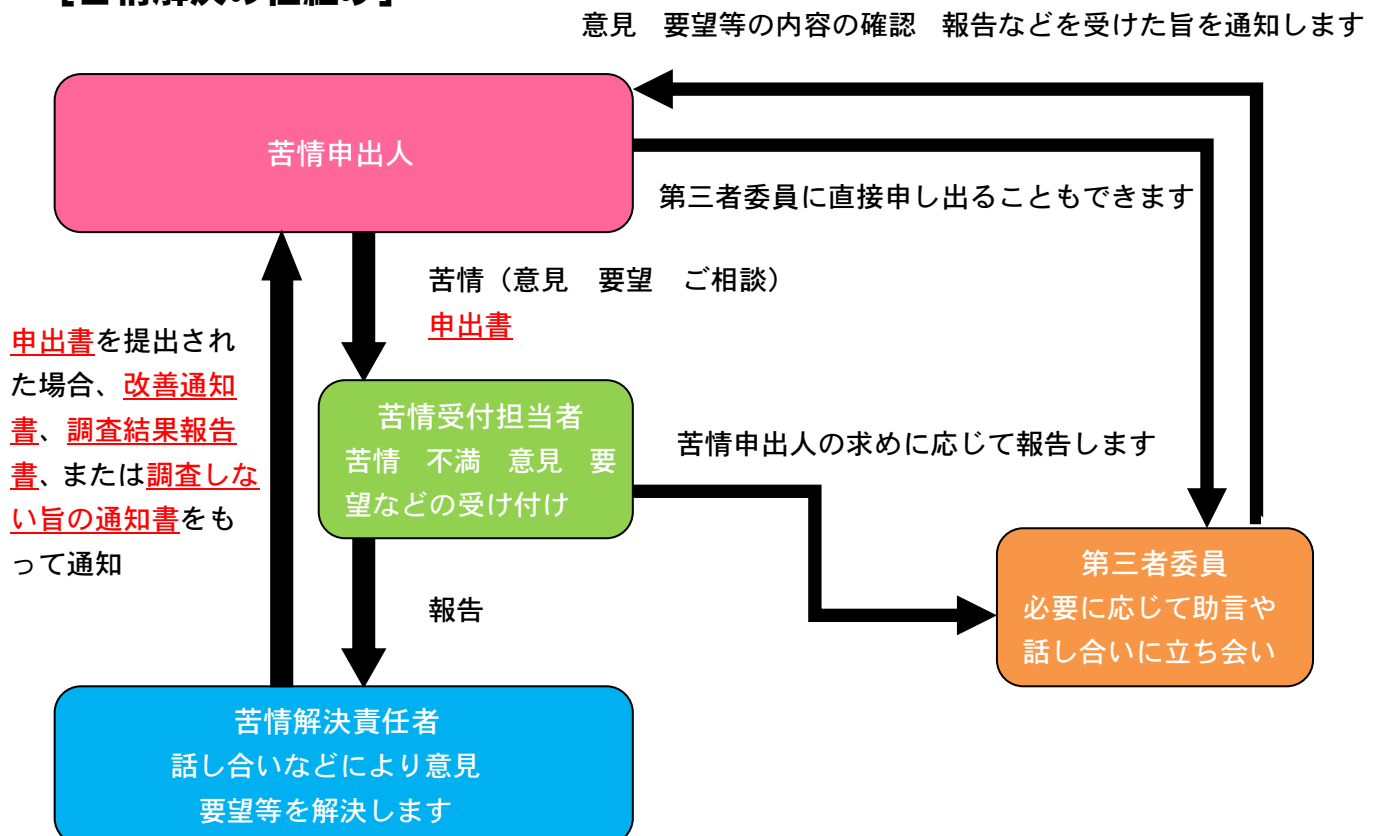 意見　要望等の内容の確認　報告などを受けた旨を通知します
苦情申出人
第三者委員に直接申し出ることもできます
苦情（意見　要望　ご相談）
申出書
申出書を提出され
た場合、改善通知
書、調査結果報告
書、または調査しな
い旨の通知書をも
って通知
苦情受付担当者
苦情　不満　意見　要
望などの受け付け
苦情申出人の求めに応じて報告します
第三者委員
必要に応じて助言や
話し合いに立ち会い
報告
苦情解決責任者
話し合いなどにより意見
要望等を解決します